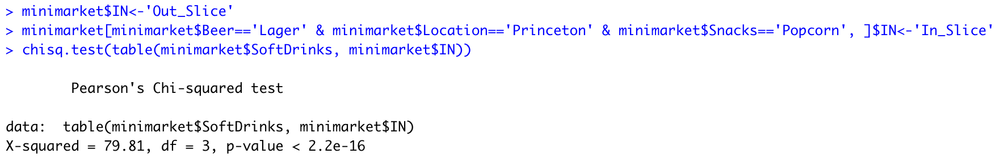 > minimarket$IN<-'Out_Slice'
> minimarket[minimarket$Beer=='Lager' & minimarket$Location=='Princeton' & minimarket$Snacks=='Popcorn', ]$IN<-'In_Slice'
> chisq.test(table(minimarket$SoftDrinks, minimarket$IN))
Pearson's Chi-squared test
data:  table(minimarket$SoftDrinks, minimarket$IN)
X-squared = 79.81, df = 3, p-value < 2.2e-16